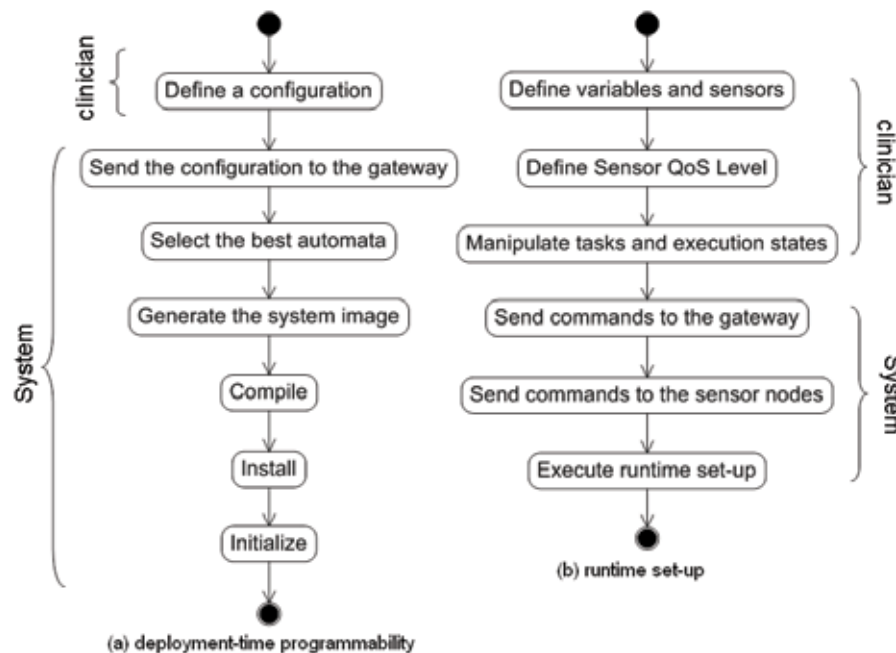 clinician
Define a configuration
System
Send the configuration to the gateway
Select the best automata
Generate the system image
Compile
Install
Initialize
(a) deployment-time programmability
Define variables and sensors
Define Sensor QoS Level
Manipulate tasks and execution states
clinician
Send commands to the gateway
Send commands to the sensor nodes
Execute runtime set-up
System
(b) runtime set-up